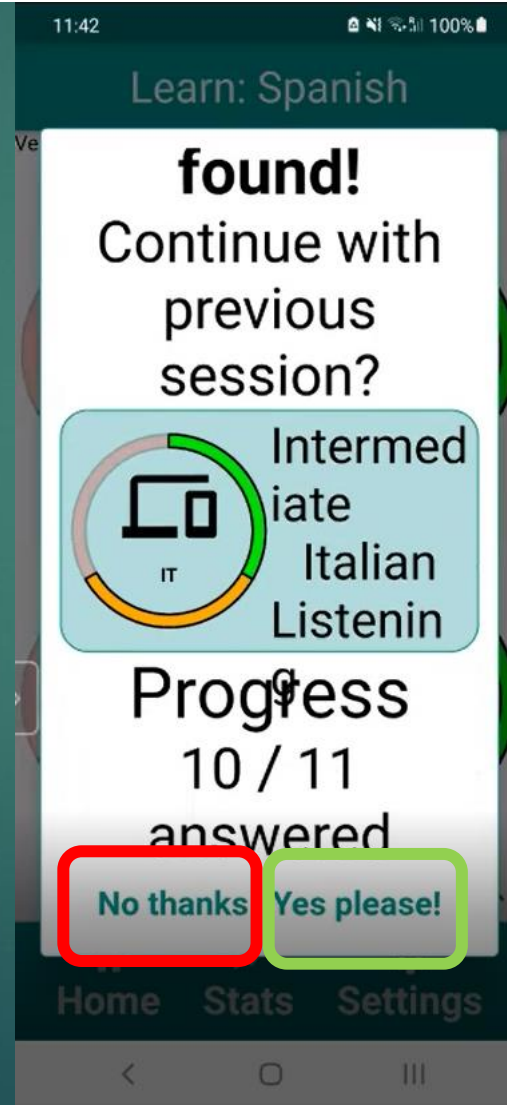 11:42 100%
Learn: Spanish
Ve
found!
Continue with
previous
session?
Intermed
iate
Italian
Listenin
g
IT
Progress
10 / 11
answered
No thanks Yes please!
Home Stats Settings